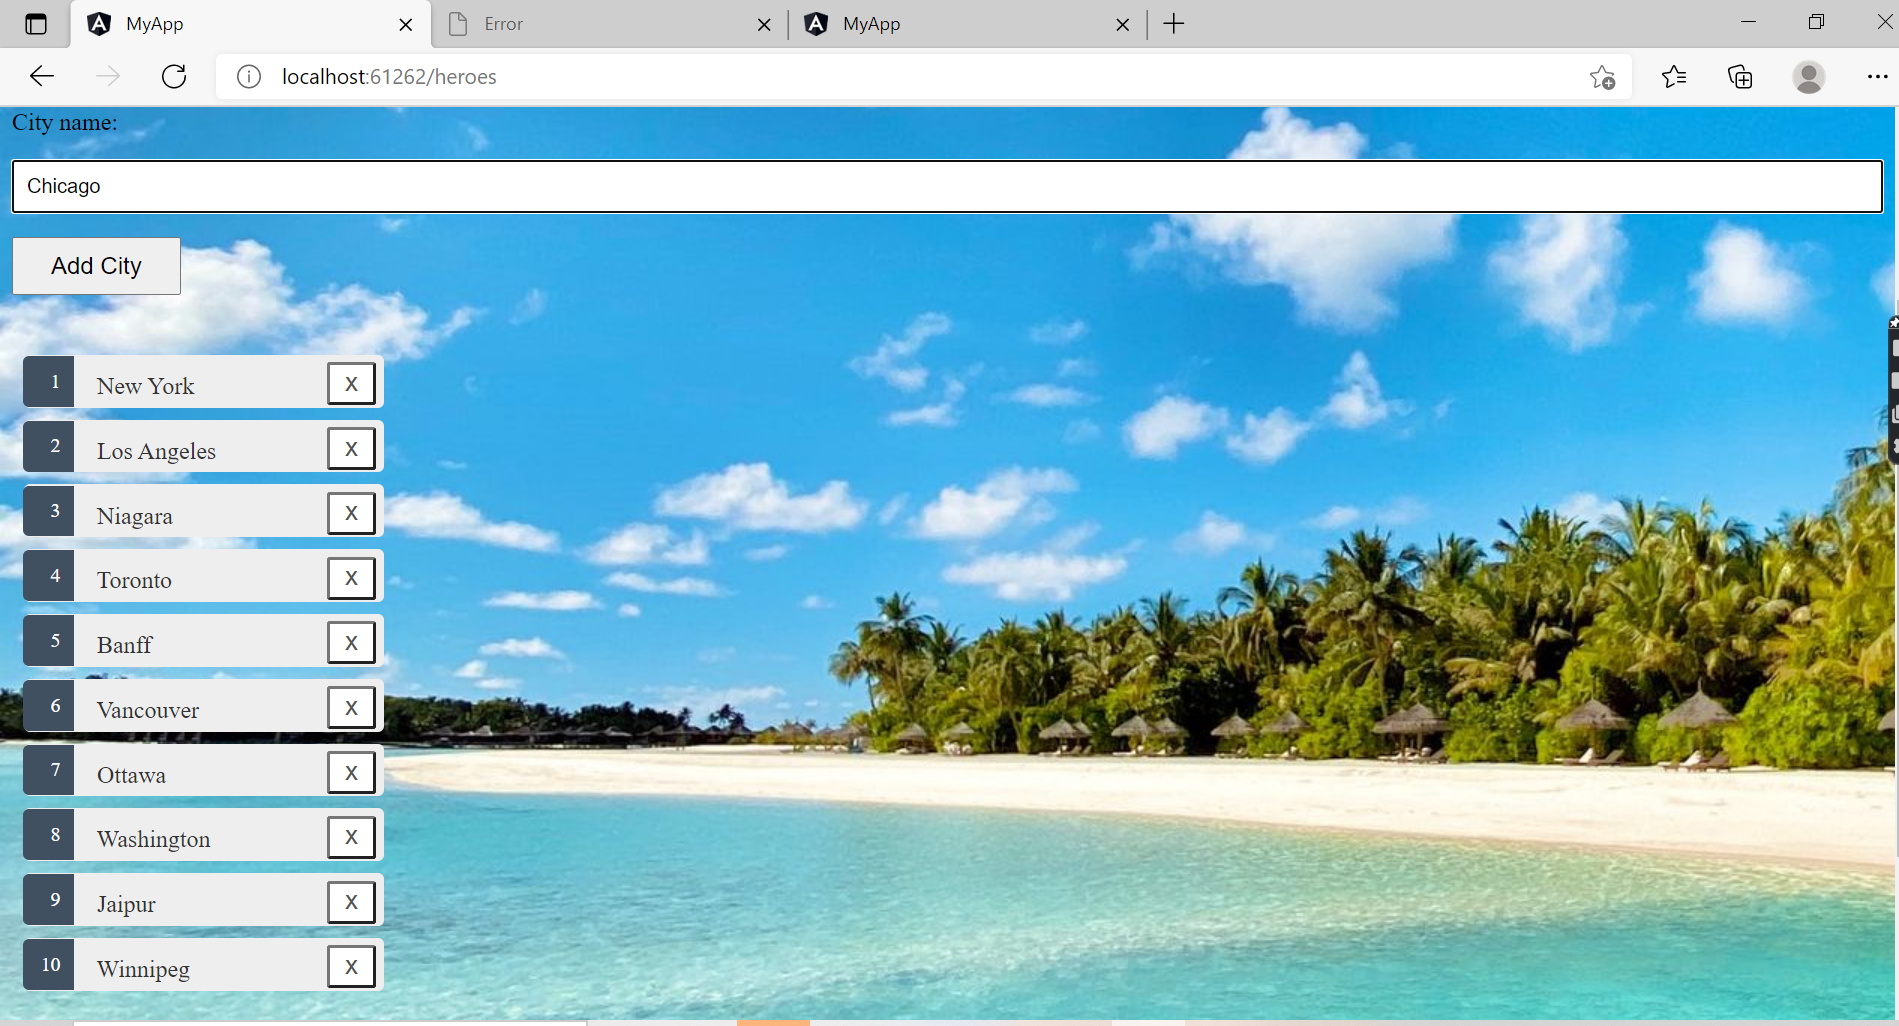 MyApp
Error
MyApp
localhost:61262/heroes
City name:
Chicago
Add City
1 New York X
2 Los Angeles X
3 Niagara X
4 Toronto X
5 Banff X
6 Vancouver X
7 Ottawa X
8 Washington X
9 Jaipur X
10 Winnipeg X